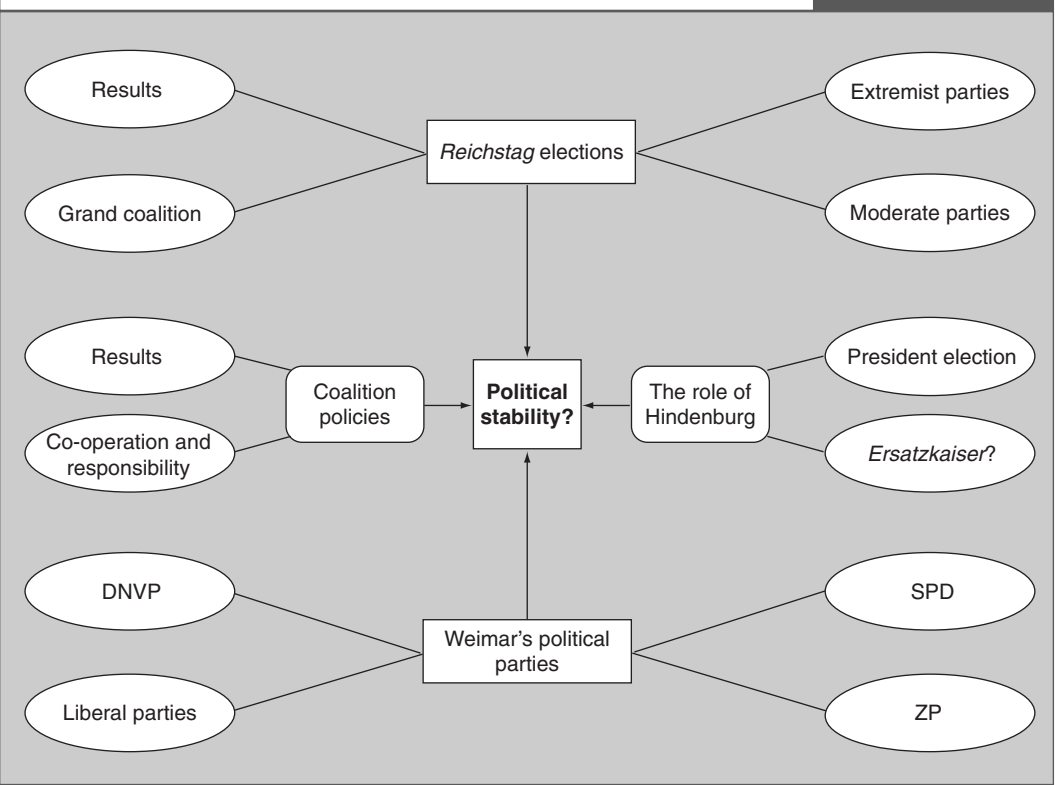 Results
Extremist parties
Reichstag elections
Grand coalition
Moderate parties
Results
President election
Coalition
policies
Political
stability?
The role of
Hindenburg
Co-operation and
responsibility
Ersatzkaiser?
DNVP
SPD
Weimar’s political
parties
Liberal parties
ZP